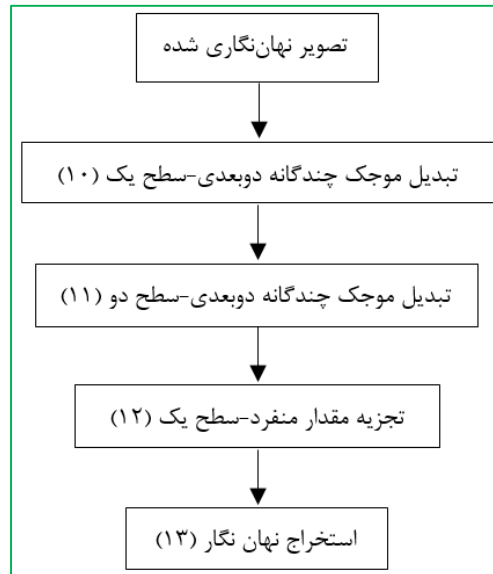 تصویر نهان‌نگاری شده
تبدیل موجک چندگانه دوبعدی-سطح یک (۱۰)
تبدیل موجک چندگانه دوبعدی-سطح دو (۱۱)
تجزیه مقدار منفرد-سطح یک (۱۲)
استخراج نهان نگار (۱۳)